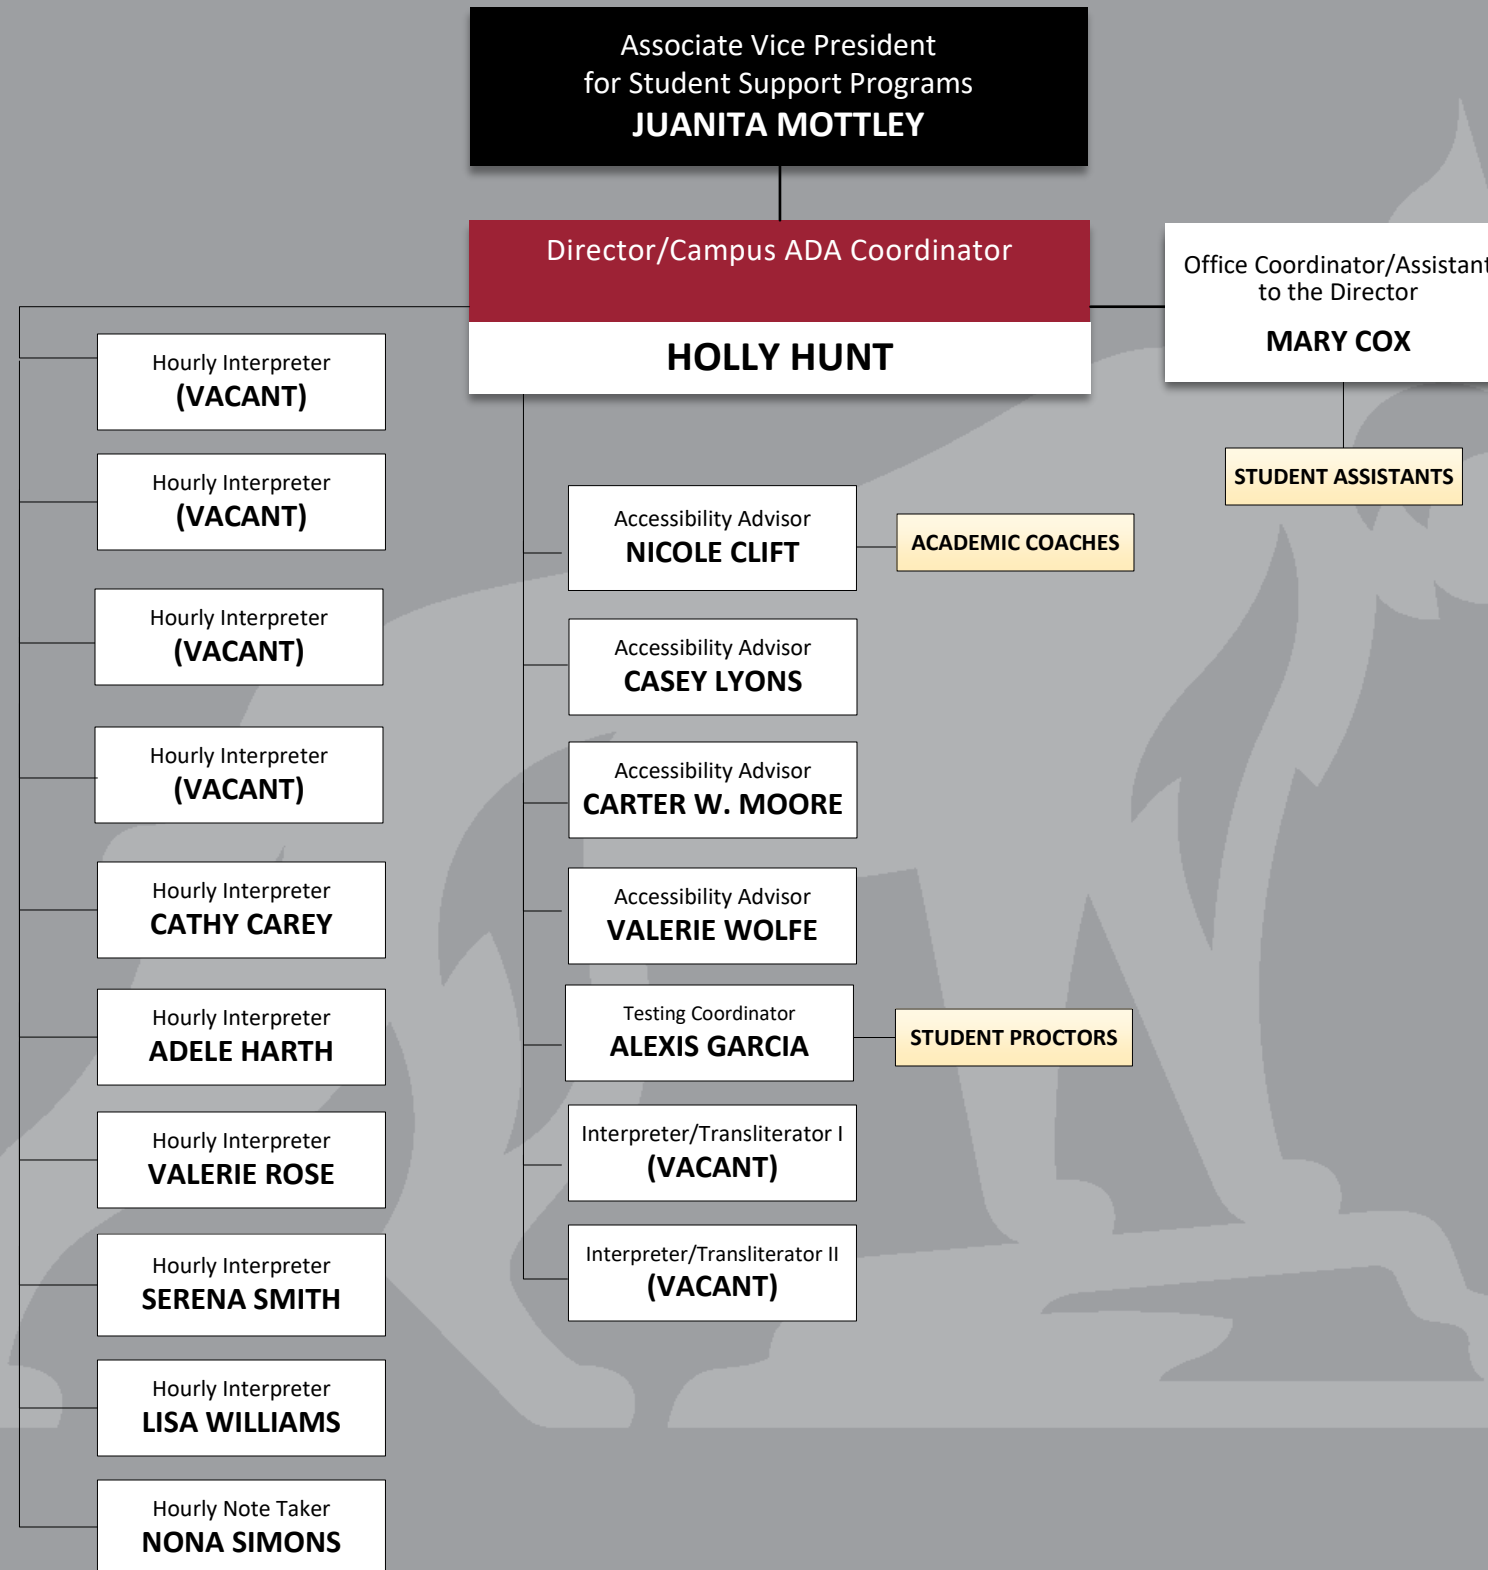 Associate Vice President
for Student Support Programs
JUANITA MOTTLEY
Director/Campus ADA Coordinator
HOLLY HUNT
Office Coordinator/Assistant
to the Director
MARY COX
STUDENT ASSISTANTS
Hourly Interpreter
(VACANT)
Hourly Interpreter
(VACANT)
Hourly Interpreter
(VACANT)
Hourly Interpreter
(VACANT)
Hourly Interpreter
CATHY CAREY
Hourly Interpreter
ADELE HARTH
Hourly Interpreter
VALERIE ROSE
Hourly Interpreter
SERENA SMITH
Hourly Interpreter
LISA WILLIAMS
Hourly Note Taker
NONA SIMONS
Accessibility Advisor
NICOLE CLIFT
ACADEMIC COACHES
Accessibility Advisor
CASEY LYONS
Accessibility Advisor
CARTER W. MOORE
Accessibility Advisor
VALERIE WOLFE
Testing Coordinator
ALEXIS GARCIA
STUDENT PROCTORS
Interpreter/Transliterator I
(VACANT)
Interpreter/Transliterator II
(VACANT)